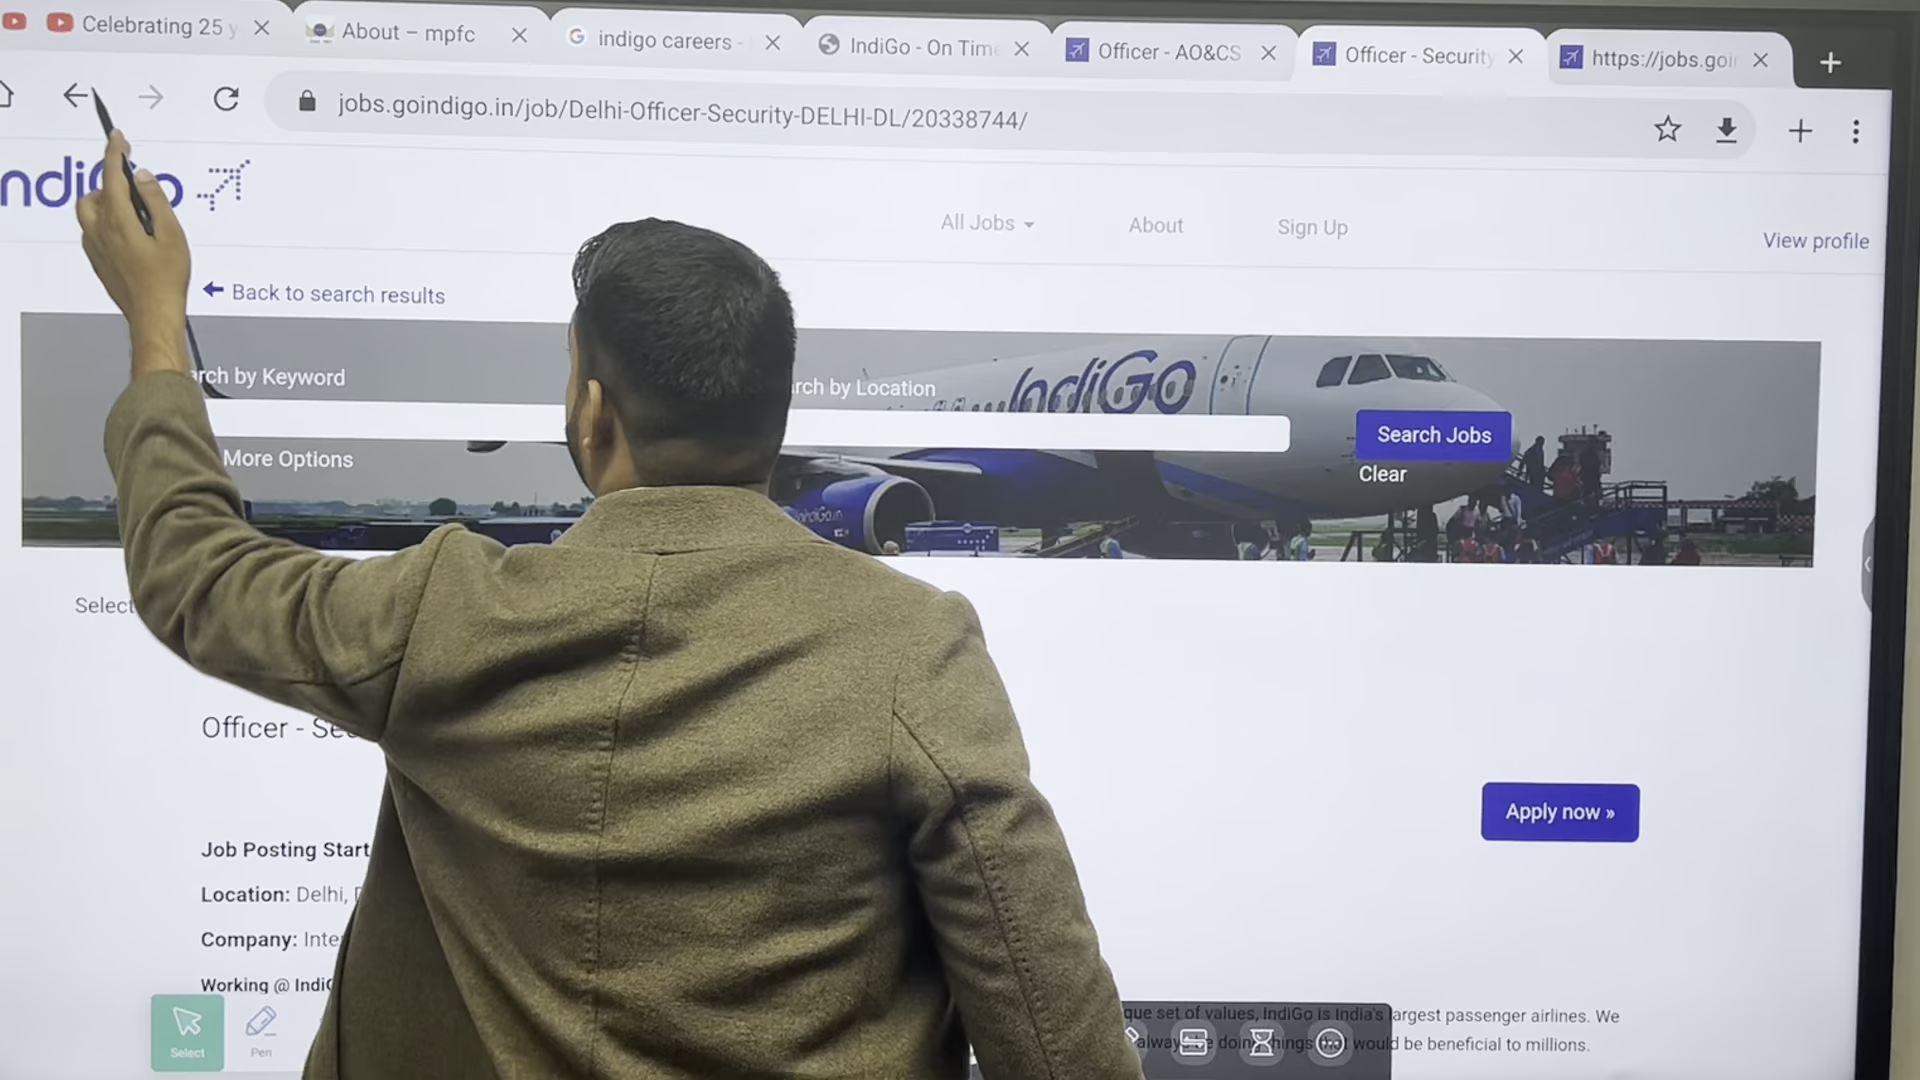 Celebrating 25 y
About – mpfc
indigo careers -
IndiGo - On Tim
Officer - AO&CS
Officer - Security
https://jobs.goi
jobs.goindigo.in/job/Delhi-Officer-Security-DELHI-DL/20338744/
All Jobs
About
Sign Up
View profile
Back to search results
rch by Keyword
rch by Location
IndiGo
Search Jobs
More Options
Clear
Select
Officer - Sec
Apply now »
Job Posting Start
Location: Delhi,
Company: Inte
Working @ Indi
que set of values, IndiGo is India's largest passenger airlines. We
would be beneficial to millions.
Select
Pen